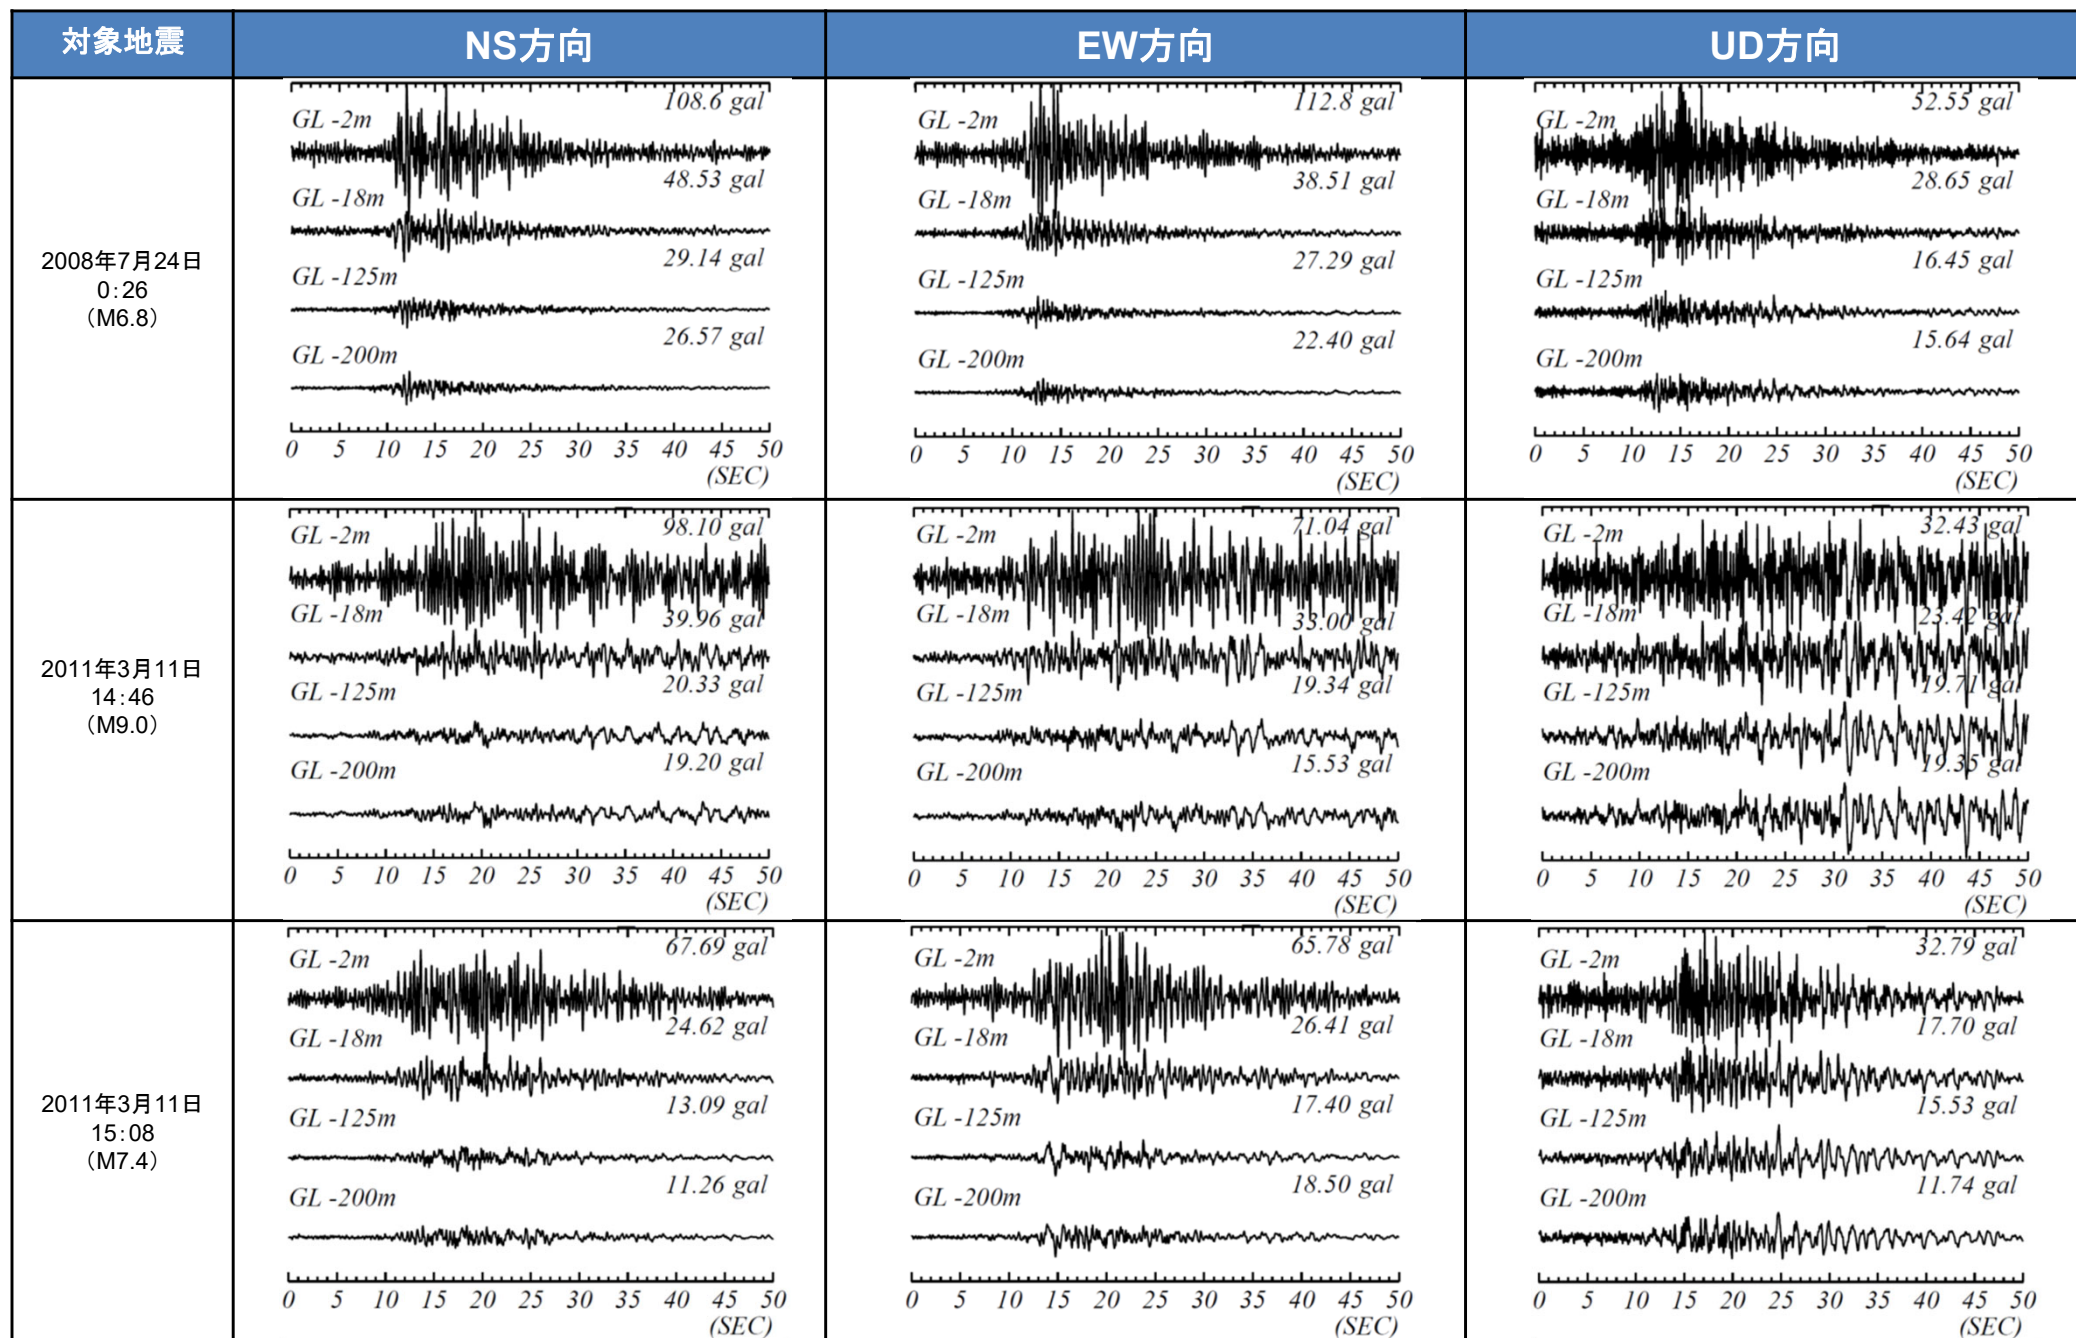 対象地震
NS方向
EW方向
UD方向
2008年7月24日
0:26
（M6.8）
108.6 gal
GL -2m
48.53 gal
GL -18m
29.14 gal
GL -125m
26.57 gal
GL -200m
0 5 10 15 20 25 30 35 40 45 50
(SEC)
112.8 gal
GL -2m
38.51 gal
GL -18m
27.29 gal
GL -125m
22.40 gal
GL -200m
0 5 10 15 20 25 30 35 40 45 50
(SEC)
52.55 gal
GL -2m
28.65 gal
GL -18m
16.45 gal
GL -125m
15.64 gal
GL -200m
0 5 10 15 20 25 30 35 40 45 50
(SEC)
2011年3月11日
14:46
（M9.0）
98.10 gal
GL -2m
39.96 gal
GL -18m
20.33 gal
GL -125m
19.20 gal
GL -200m
0 5 10 15 20 25 30 35 40 45 50
(SEC)
71.04 gal
GL -2m
33.00 gal
GL -18m
19.34 gal
GL -125m
15.53 gal
GL -200m
0 5 10 15 20 25 30 35 40 45 50
(SEC)
32.43 gal
GL -2m
23.42 gal
GL -18m
19.71 gal
GL -125m
19.35 gal
GL -200m
0 5 10 15 20 25 30 35 40 45 50
(SEC)
2011年3月11日
15:08
（M7.4）
67.69 gal
GL -2m
24.62 gal
GL -18m
13.09 gal
GL -125m
11.26 gal
GL -200m
0 5 10 15 20 25 30 35 40 45 50
(SEC)
65.78 gal
GL -2m
26.41 gal
GL -18m
17.40 gal
GL -125m
18.50 gal
GL -200m
0 5 10 15 20 25 30 35 40 45 50
(SEC)
32.79 gal
GL -2m
17.70 gal
GL -18m
15.53 gal
GL -125m
11.74 gal
GL -200m
0 5 10 15 20 25 30 35 40 45 50
(SEC)